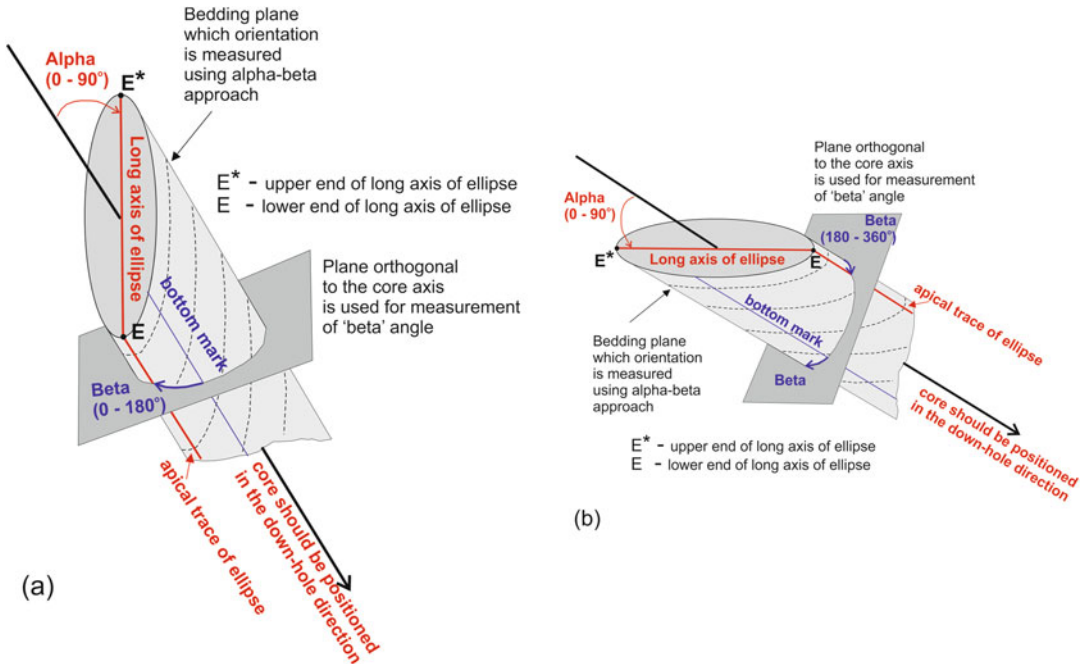 Bedding plane
which orientation
is measured
using alpha-beta
approach
Alpha
(0 - 90°)
E*
Long axis of ellipse
E* - upper end of long axis of ellipse
E - lower end of long axis of ellipse
E
bottom mark
Plane orthogonal
to the core axis
is used for measurement
of ‘beta’ angle
Beta
(0 - 180°)
apical trace of ellipse
core should be positioned
in the down-hole direction
(a)
Plane orthogonal
to the core axis
is used for measurement
of ‘beta’ angle
Alpha
(0 - 90°)
Beta
(180 - 360°)
E*
Long axis of ellipse
E
bottom mark
apical trace of ellipse
Bedding plane
which orientation
is measured
using alpha-beta
approach
Beta
core should be positioned
in the down-hole direction
E* - upper end of long axis of ellipse
E - lower end of long axis of ellipse
(b)